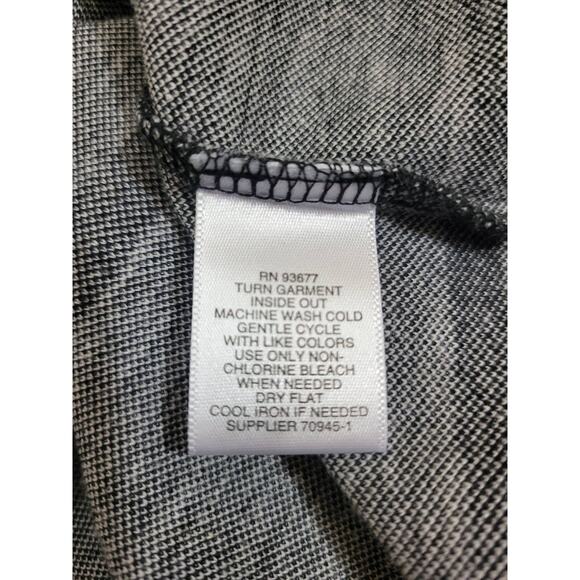 RN 93677
TURN GARMENT
INSIDE OUT
MACHINE WASH COLD
GENTLE CYCLE
WITH LIKE COLORS
USE ONLY NON-
CHLORINE BLEACH
WHEN NEEDED
DRY FLAT
COOL IRON IF NEEDED
SUPPLIER 70945-1